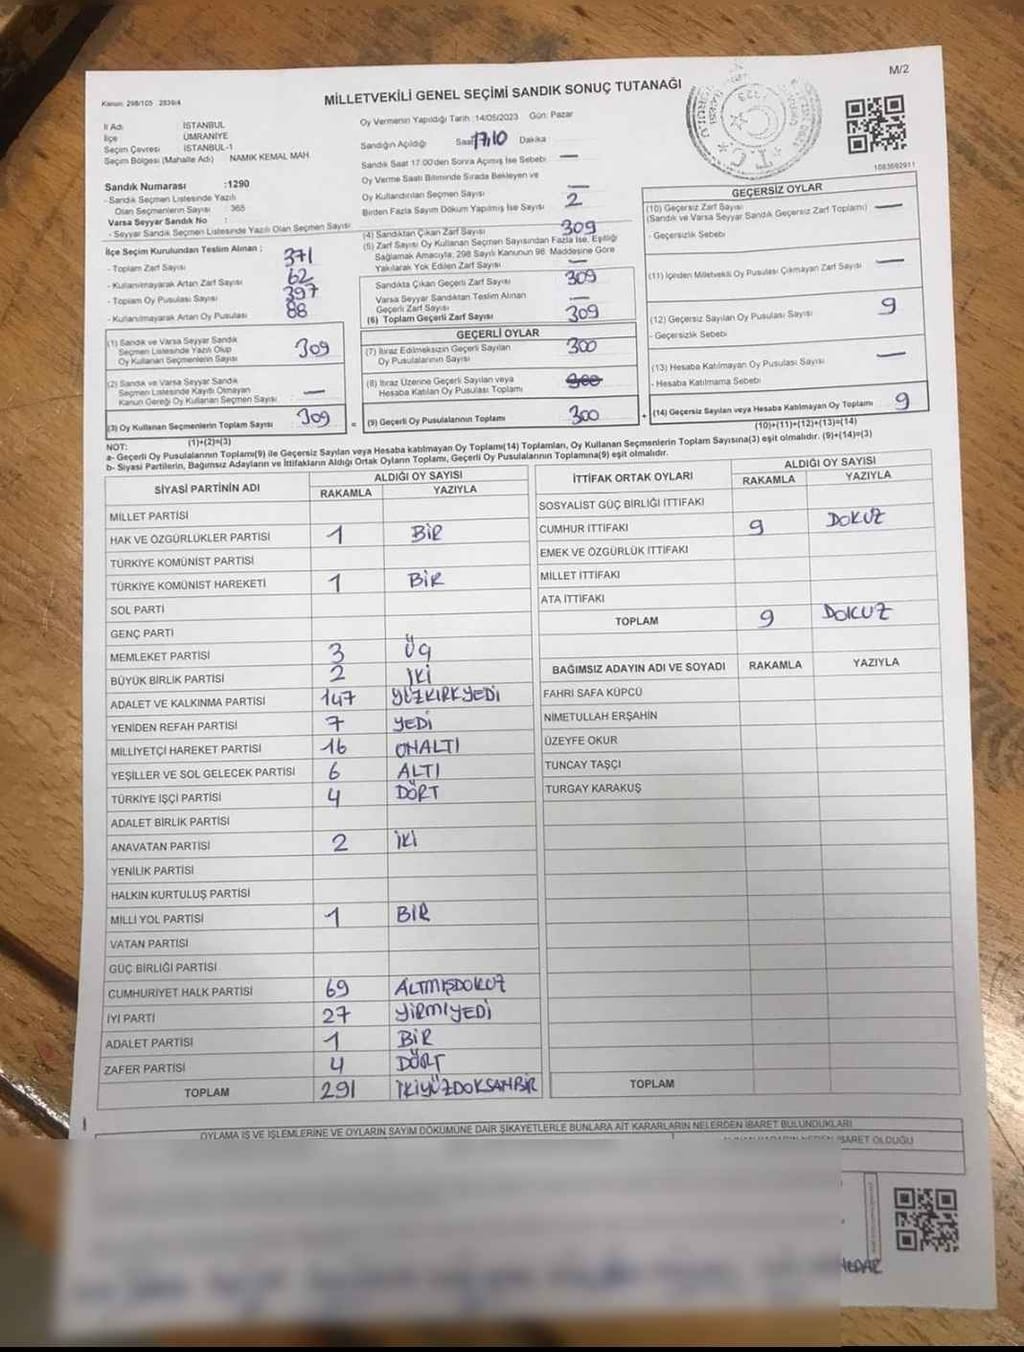 Kanun: 298/105 2839/4
MİLLETVEKİLİ GENEL SEÇİMİ SANDIK SONUÇ TUTANAĞI
M/2
İl Adı İSTANBUL
İlçe ÜMRANİYE
Seçim Çevresi İSTANBUL-1
Seçim Bölgesi (Mahalle Adı) NAMIK KEMAL MAH.
Sandık Numarası :1290
- Sandık Seçmen Listesinde Yazılı
Olan Seçmenlerin Sayısı : 365
Varsa Seyyar Sandık No :
- Seyyar Sandık Seçmen Listesinde Yazılı Olan Seçmen Sayısı
İlçe Seçim Kurulundan Teslim Alınan ;
- Toplam Zarf Sayısı 371
- Kullanılmayarak Artan Zarf Sayısı 62
- Toplam Oy Pusulası Sayısı 397
- Kullanılmayarak Artan Oy Pusulası 88
(1) Sandık ve Varsa Seyyar Sandık
Seçmen Listesinde Yazılı Olup
Oy Kullanan Seçmenlerin Sayısı 309
(2) Sandık ve Varsa Seyyar Sandık
Seçmen Listesinde Kayıtlı Olmayan
Kanun Gereği Oy Kullanan Seçmen Sayısı : —
(3) Oy Kullanan Seçmenlerin Toplam Sayısı 309
(1)+(2)=(3)
Oy Vermenin Yapıldığı Tarih :14/05/2023 Gün: Pazar
Sandığın Açıldığı Saat 17:10 Dakika
Sandık Saat 17:00'den Sonra Açılmış İse Sebebi : —
Oy Verme Saati Bitiminde Sırada Bekleyen ve
Oy Kullandırılan Seçmen Sayısı —
Birden Fazla Sayım Döküm Yapılmış İse Sayısı 2
(4) Sandıktan Çıkan Zarf Sayısı 309
(5) Zarf Sayısı Oy Kullanan Seçmen Sayısından Fazla İse, Eşitliği
Sağlamak Amacıyla, 298 Sayılı Kanunun 98. Maddesine Göre
Yakılarak Yok Edilen Zarf Sayısı —
Sandıkta Çıkan Geçerli Zarf Sayısı 309
Varsa Seyyar Sandıktan Teslim Alınan
Geçerli Zarf Sayısı —
(6) Toplam Geçerli Zarf Sayısı 309
GEÇERLİ OYLAR
(7) İtiraz Edilmeksizin Geçerli Sayılan
Oy Pusulalarının Sayısı 300
(8) İtiraz Üzerine Geçerli Sayılan veya
Hesaba Katılan Oy Pusulası Toplamı
= (9) Geçerli Oy Pusulalarının Toplamı 300 +
T.C.
1083692911
GEÇERSİZ OYLAR
(10) Geçersiz Zarf Sayısı
(Sandık ve Varsa Seyyar Sandık Geçersiz Zarf Toplamı) —
- Geçersizlik Sebebi
(11) İçinden Milletvekili Oy Pusulası Çıkmayan Zarf Sayısı —
(12) Geçersiz Sayılan Oy Pusulası Sayısı 9
- Geçersizlik Sebebi
(13) Hesaba Katılmayan Oy Pusulası Sayısı —
- Hesaba Katılmama Sebebi
(14) Geçersiz Sayılan veya Hesaba Katılmayan Oy Toplamı 9
(10)+(11)+(12)+(13)=(14)
NOT:
a- Geçerli Oy Pusulalarının Toplamı(9) ile Geçersiz Sayılan veya Hesaba katılmayan Oy Toplamı(14) Toplamları, Oy Kullanan Seçmenlerin Toplam Sayısına(3) eşit olmalıdır. (9)+(14)=(3)
b- Siyasi Partilerin, Bağımsız Adayların ve İttifakların Aldığı Ortak Oyların Toplamı, Geçerli Oy Pusulalarının Toplamına(9) eşit olmalıdır.
SİYASİ PARTİNİN ADI ALDIĞI OY SAYISI
RAKAMLA YAZIYLA
MİLLET PARTİSİ
HAK VE ÖZGÜRLÜKLER PARTİSİ 1 BİR
TÜRKİYE KOMÜNİST PARTİSİ
TÜRKİYE KOMÜNİST HAREKETİ 1 BİR
SOL PARTİ
GENÇ PARTİ
MEMLEKET PARTİSİ 3 ÜÇ
BÜYÜK BİRLİK PARTİSİ 2 İKİ
ADALET VE KALKINMA PARTİSİ 147 YÜZKIRKYEDİ
YENİDEN REFAH PARTİSİ 7 YEDİ
MİLLİYETÇİ HAREKET PARTİSİ 16 ONALTI
YEŞİLLER VE SOL GELECEK PARTİSİ 6 ALTI
TÜRKİYE İŞÇİ PARTİSİ 4 DÖRT
ADALET BİRLİK PARTİSİ
ANAVATAN PARTİSİ 2 İKİ
YENİLİK PARTİSİ
HALKIN KURTULUŞ PARTİSİ
MİLLİ YOL PARTİSİ 1 BİR
VATAN PARTİSİ
GÜÇ BİRLİĞİ PARTİSİ
CUMHURİYET HALK PARTİSİ 69 ALTMIŞDOKUZ
İYİ PARTİ 27 YİRMİYEDİ
ADALET PARTİSİ 1 BİR
ZAFER PARTİSİ 4 DÖRT
TOPLAM 291 İKİYÜZDOKSANBİR
İTTİFAK ORTAK OYLARI ALDIĞI OY SAYISI
RAKAMLA YAZIYLA
SOSYALİST GÜÇ BİRLİĞİ İTTİFAKI
CUMHUR İTTİFAKI 9 DOKUZ
EMEK VE ÖZGÜRLÜK İTTİFAKI
MİLLET İTTİFAKI
ATA İTTİFAKI
TOPLAM 9 DOKUZ
BAĞIMSIZ ADAYIN ADI VE SOYADI RAKAMLA YAZIYLA
FAHRİ SAFA KÜPCÜ
NİMETULLAH ERŞAHİN
ÜZEYFE OKUR
TUNCAY TAŞÇI
TURGAY KARAKUŞ
TOPLAM
OYLAMA İŞ VE İŞLEMLERİNE VE OYLARIN SAYIM DÖKÜMÜNE DAİR ŞİKAYETLERLE BUNLARA AİT KARARLARIN NELERDEN İBARET BULUNDUKLARI
İBARET OLDUĞU